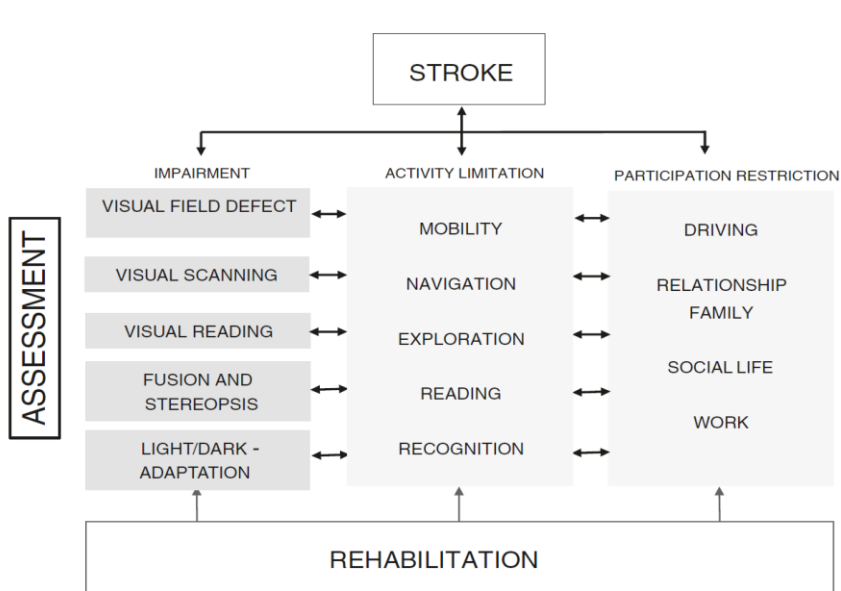 STROKE
IMPAIRMENT
ACTIVITY LIMITATION
PARTICIPATION RESTRICTION
ASSESSMENT
VISUAL FIELD DEFECT
VISUAL SCANNING
VISUAL READING
FUSION AND
STEREOPSIS
LIGHT/DARK -
ADAPTATION
MOBILITY
NAVIGATION
EXPLORATION
READING
RECOGNITION
DRIVING
RELATIONSHIP
FAMILY
SOCIAL LIFE
WORK
REHABILITATION